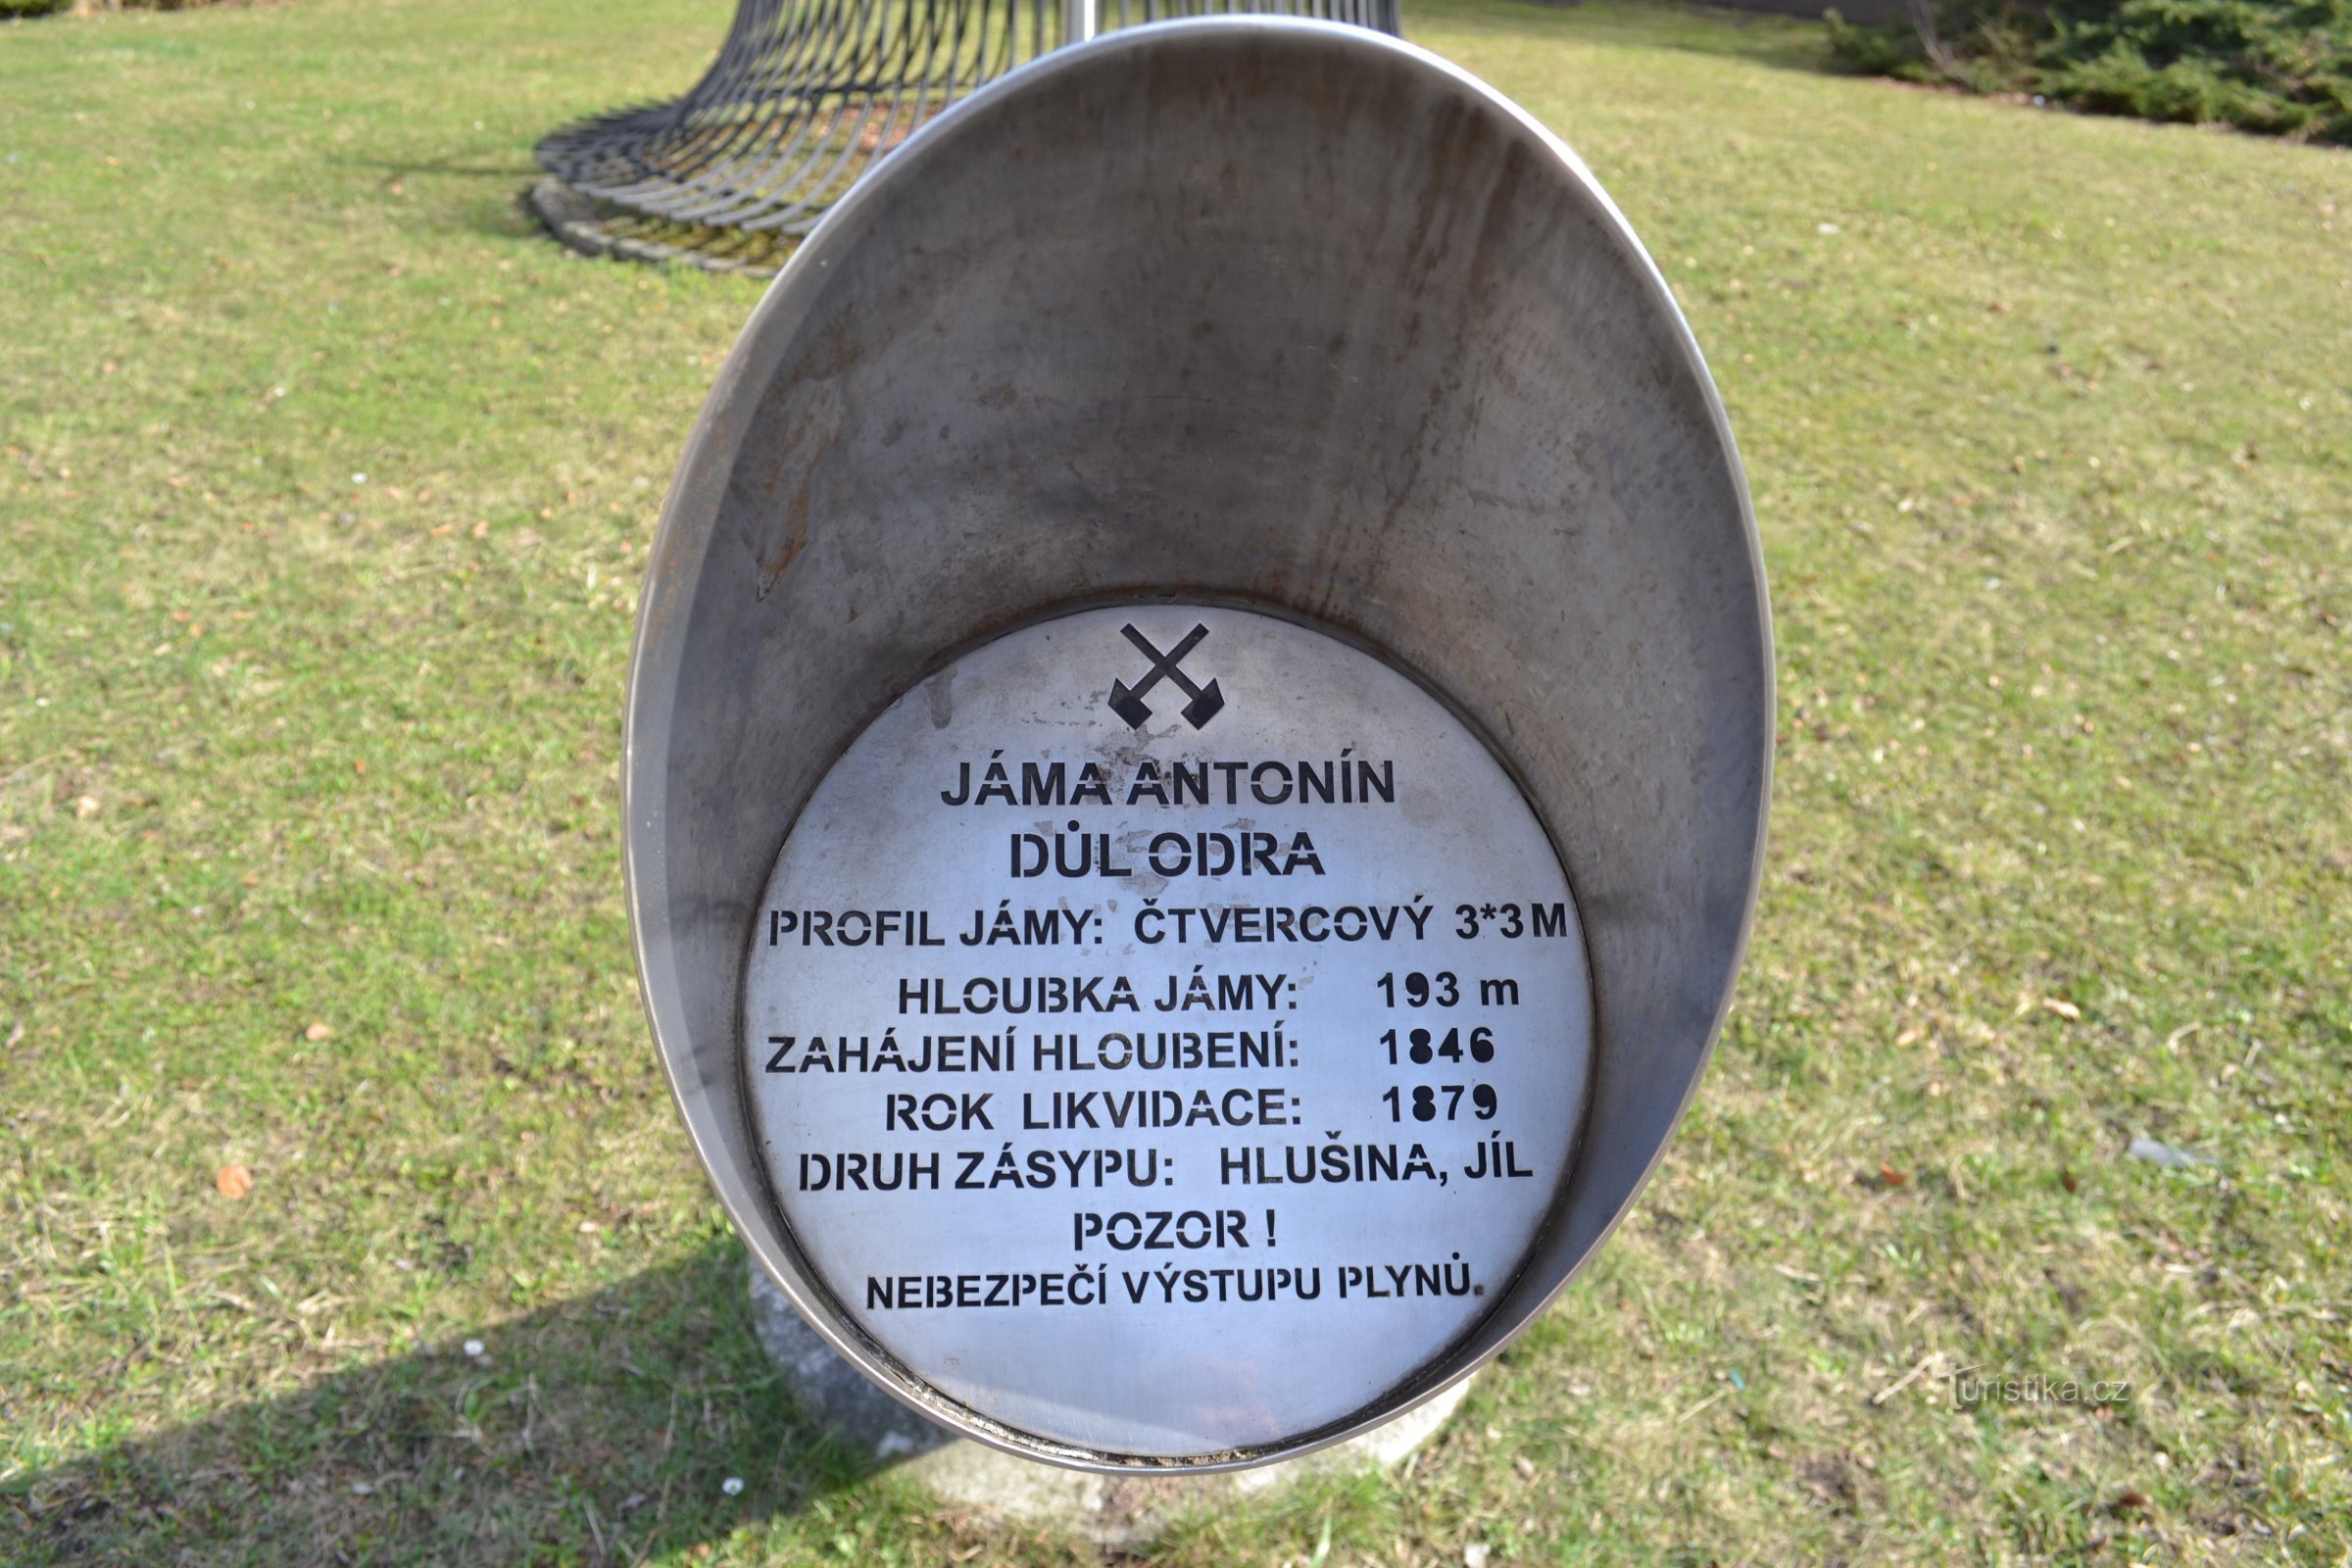 JÁMA ANTONÍN
DŮL ODRA
PROFIL JÁMY: ČTVERCOVÝ 3*3M
HLOUBKA JÁMY: 193 m
ZAHÁJENÍ HLOUBENÍ: 1846
ROK LIKVIDACE: 1879
DRUH ZÁSYPU: HLUŠINA, JÍL
POZOR !
NEBEZPEČÍ VÝSTUPU PLYNŮ.
Turistika.cz